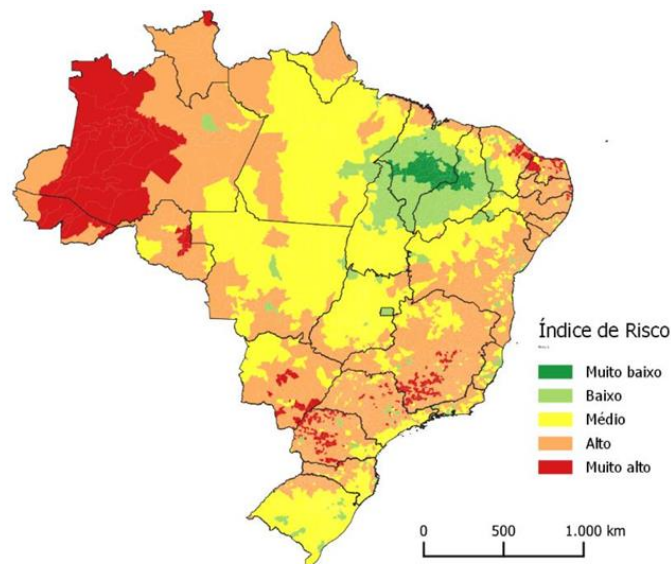 Índice de Risco
Muito baixo
Baixo
Médio
Alto
Muito alto
0 500 1.000 km